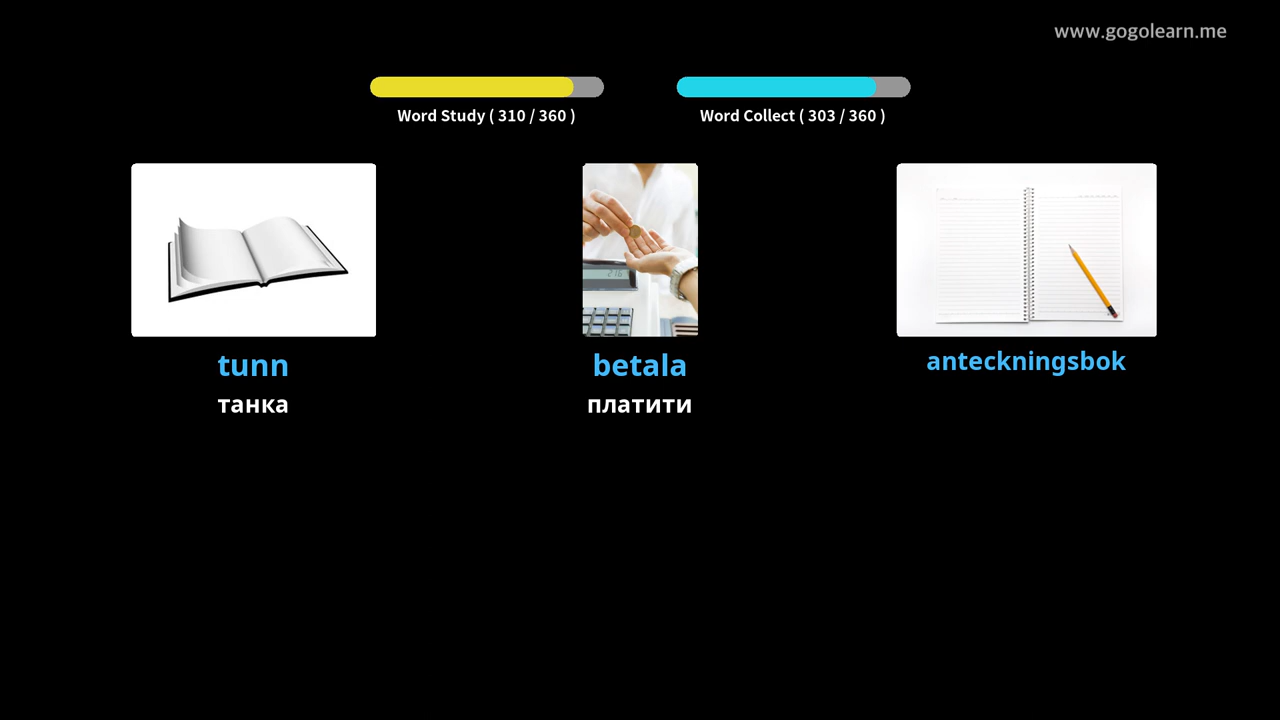 www.gogolearn.me
Word Study ( 310 / 360 )
Word Collect ( 303 / 360 )
tunn
betala
anteckningsbok
танка
платити